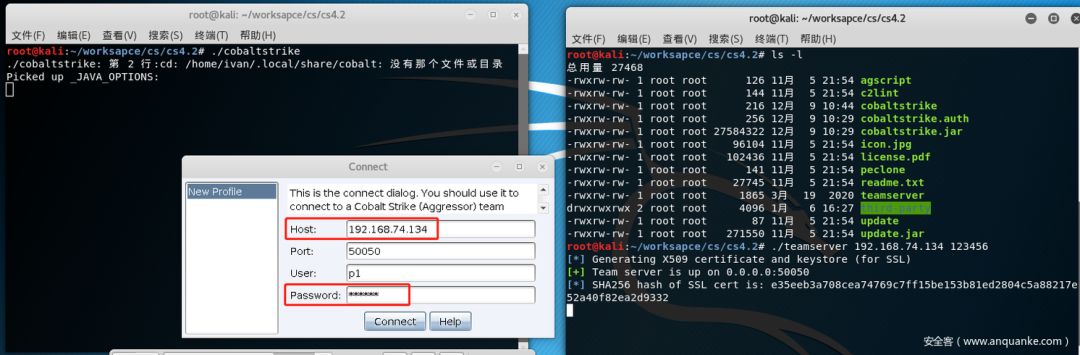 root@kali: ~/worksapce/cs/cs4.2
文件(F) 编辑(E) 查看(V) 搜索(S) 终端(T) 帮助(H)
root@kali:~/worksapce/cs/cs4.2# ./cobaltstrike
./cobaltstrike: 第 2 行:cd: /home/ivan/.local/share/cobalt: 没有那个文件或目录
Picked up _JAVA_OPTIONS:
Connect
New Profile
This is the connect dialog. You should use it to
connect to a Cobalt Strike (Aggressor) team
Host: 192.168.74.134
Port: 50050
User: p1
Password: ******
Connect Help
root@kali: ~/worksapce/cs/cs4.2
文件(F) 编辑(E) 查看(V) 搜索(S) 终端(T) 帮助(H)
root@kali:~/worksapce/cs/cs4.2# ls -l
总用量 27468
-rwxrw-rw- 1 root root 126 11月 5 21:54 agscript
-rwxrw-rw- 1 root root 144 11月 5 21:54 c2lint
-rwxrw-rw- 1 root root 216 12月 9 10:44 cobaltstrike
-rwxrw-rw- 1 root root 256 12月 9 10:29 cobaltstrike.auth
-rwxrw-rw- 1 root root 27584322 12月 9 10:29 cobaltstrike.jar
-rwxrw-rw- 1 root root 96104 11月 5 21:54 icon.jpg
-rwxrw-rw- 1 root root 102436 11月 5 21:54 license.pdf
-rwxrw-rw- 1 root root 141 11月 5 21:54 peclone
-rwxrw-rw- 1 root root 27745 11月 5 21:54 readme.txt
-rwxrw-rw- 1 root root 1865 3月 19 2020 teamserver
drwxrwxrwx 2 root root 4096 1月 6 16:27 third-party
-rwxrw-rw- 1 root root 87 11月 5 21:54 update
-rwxrw-rw- 1 root root 271550 11月 5 21:54 update.jar
root@kali:~/worksapce/cs/cs4.2# ./teamserver 192.168.74.134 123456
[*] Generating X509 certificate and keystore (for SSL)
[+] Team server is up on 0.0.0.0:50050
[*] SHA256 hash of SSL cert is: e35eeb3a708cea74769c7ff15be153b81ed2804c5a88217e
52a40f82ea2d9332
安全客（www.anquanke.com）